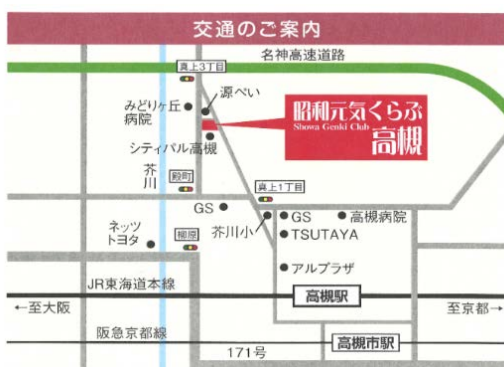 交通のご案内
名神高速道路
真上3丁目
源べい
みどりヶ丘
病院
昭和元気くらぶ
Showa Genki Club
高槻
シティパル高槻
芥川
殿町
真上1丁目
GS
GS
高槻病院
ネッツ
トヨタ
柳原
芥川小
TSUTAYA
アルプラザ
JR東海道本線
高槻駅
←至大阪
至京都→
阪急京都線
高槻市駅
171号